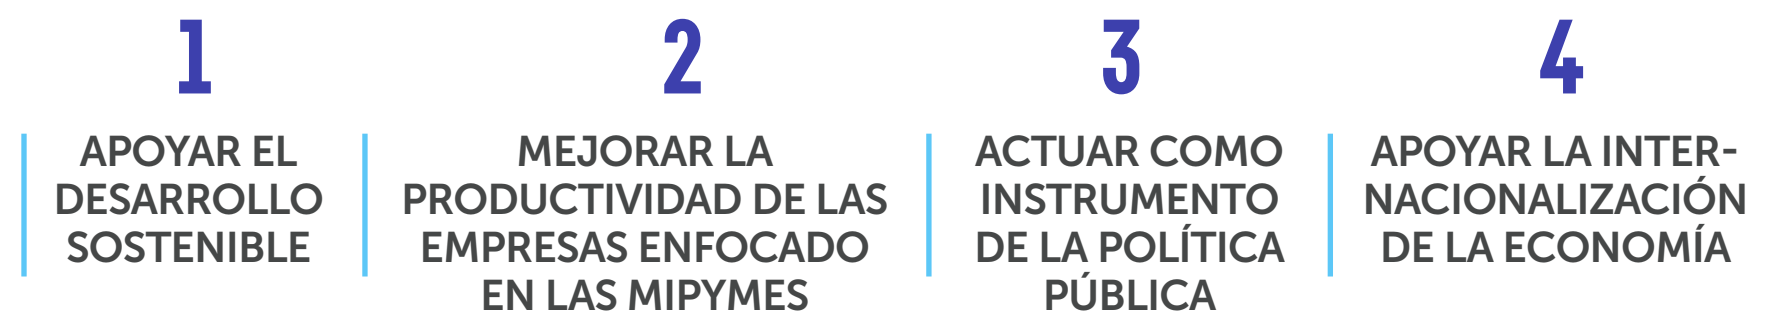 1
APOYAR EL
DESARROLLO
SOSTENIBLE
2
MEJORAR LA
PRODUCTIVIDAD DE LAS
EMPRESAS ENFOCADO
EN LAS MIPYMES
3
ACTUAR COMO
INSTRUMENTO
DE LA POLÍTICA
PÚBLICA
4
APOYAR LA INTER-
NACIONALIZACIÓN
DE LA ECONOMÍA